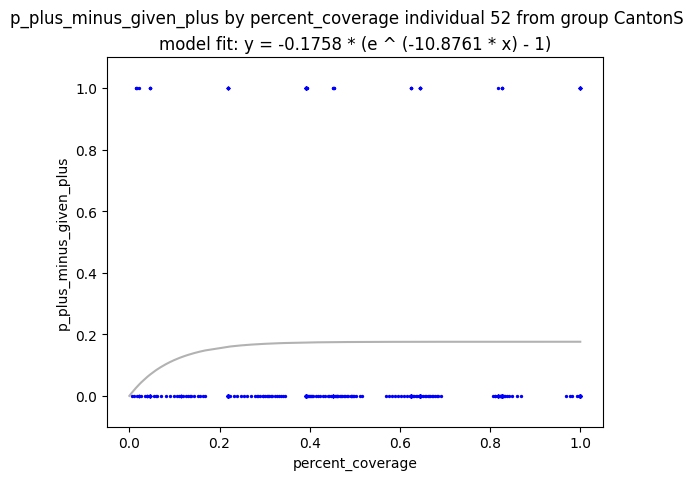 p_plus_minus_given_plus by percent_coverage individual 52 from group CantonS
model fit: y = -0.1758 * (e ^ (-10.8761 * x) - 1)
p_plus_minus_given_plus
1.0
0.8
0.6
0.4
0.2
0.0
0.0 0.2 0.4 0.6 0.8 1.0
percent_coverage